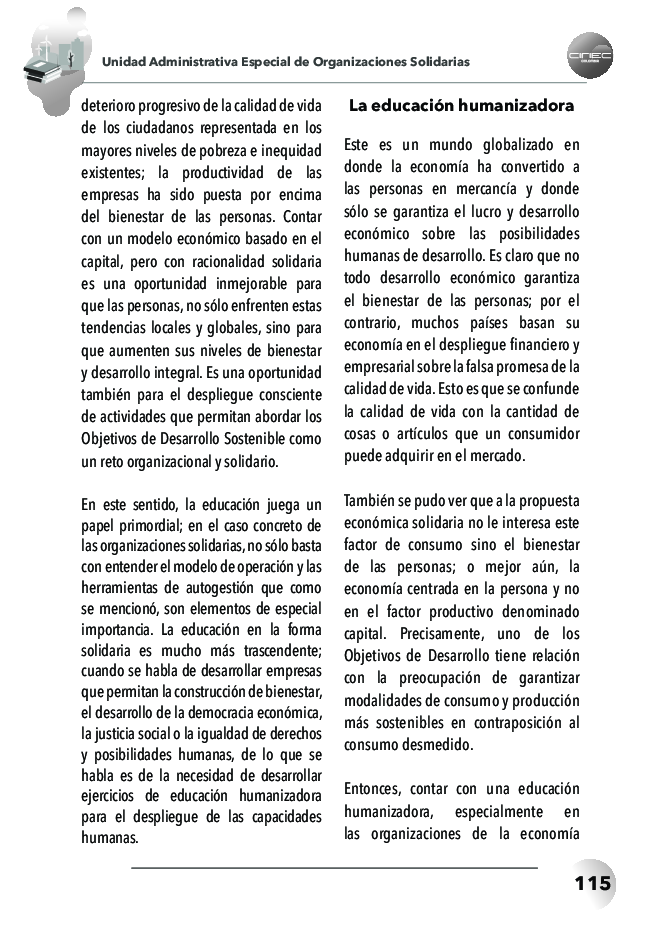 Unidad Administrativa Especial de Organizaciones Solidarias
CINEC
COLOMBIA
deterioro progresivo de la calidad de vida
de los ciudadanos representada en los
mayores niveles de pobreza e inequidad
existentes; la productividad de las
empresas ha sido puesta por encima
del bienestar de las personas. Contar
con un modelo económico basado en el
capital, pero con racionalidad solidaria
es una oportunidad inmejorable para
que las personas, no sólo enfrenten estas
tendencias locales y globales, sino para
que aumenten sus niveles de bienestar
y desarrollo integral. Es una oportunidad
también para el despliegue consciente
de actividades que permitan abordar los
Objetivos de Desarrollo Sostenible como
un reto organizacional y solidario.
En este sentido, la educación juega un
papel primordial; en el caso concreto de
las organizaciones solidarias, no sólo basta
con entender el modelo de operación y las
herramientas de autogestión que como
se mencionó, son elementos de especial
importancia. La educación en la forma
solidaria es mucho más trascendente;
cuando se habla de desarrollar empresas
que permitan la construcción de bienestar,
el desarrollo de la democracia económica,
la justicia social o la igualdad de derechos
y posibilidades humanas, de lo que se
habla es de la necesidad de desarrollar
ejercicios de educación humanizadora
para el despliegue de las capacidades
humanas.
La educación humanizadora
Este es un mundo globalizado en
donde la economía ha convertido a
las personas en mercancía y donde
sólo se garantiza el lucro y desarrollo
económico sobre las posibilidades
humanas de desarrollo. Es claro que no
todo desarrollo económico garantiza
el bienestar de las personas; por el
contrario, muchos países basan su
economía en el despliegue financiero y
empresarial sobre la falsa promesa de la
calidad de vida. Esto es que se confunde
la calidad de vida con la cantidad de
cosas o artículos que un consumidor
puede adquirir en el mercado.
También se pudo ver que a la propuesta
económica solidaria no le interesa este
factor de consumo sino el bienestar
de las personas; o mejor aún, la
economía centrada en la persona y no
en el factor productivo denominado
capital. Precisamente, uno de los
Objetivos de Desarrollo tiene relación
con la preocupación de garantizar
modalidades de consumo y producción
más sostenibles en contraposición al
consumo desmedido.
Entonces, contar con una educación
humanizadora, especialmente en
las organizaciones de la economía
115